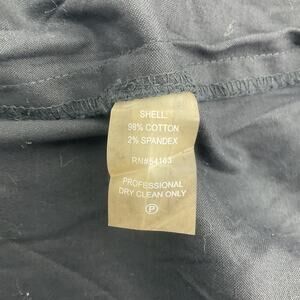 SHELL:
98% COTTON
2% SPANDEX
RN#54163
PROFESSIONAL
DRY CLEAN ONLY
P